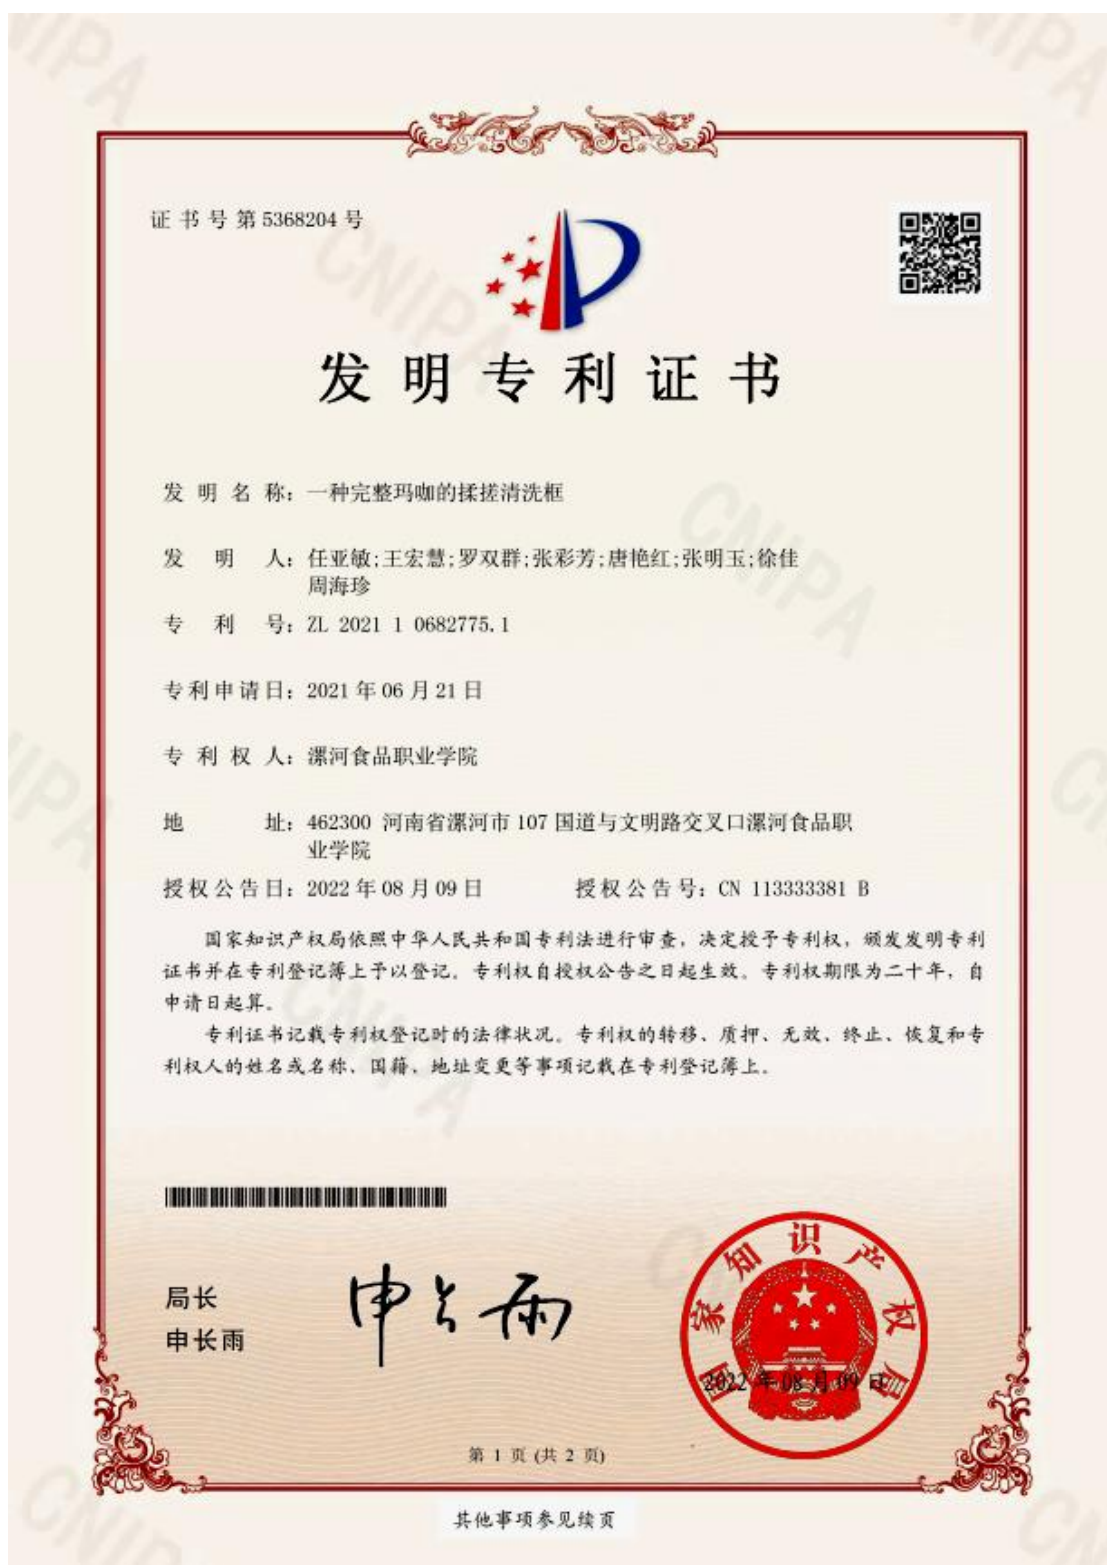 证书号第5368204号
发明专利证书
发明名称：一种完整玛咖的揉搓清洗框
发明人：任亚敏;王宏慧;罗双群;张彩芳;唐艳红;张明玉;徐佳
周海珍
专利号：ZL 2021 1 0682775.1
专利申请日：2021年06月21日
专利权人：漯河食品职业学院
地址：462300 河南省漯河市107国道与文明路交叉口漯河食品职
业学院
授权公告日：2022年08月09日 授权公告号：CN 113333381 B
国家知识产权局依照中华人民共和国专利法进行审查，决定授予专利权，颁发发明专利
证书并在专利登记簿上予以登记。专利权自授权公告之日起生效。专利权期限为二十年，自
申请日起算。
专利证书记载专利权登记时的法律状况。专利权的转移、质押、无效、终止、恢复和专
利权人的姓名或名称、国籍、地址变更等事项记载在专利登记簿上。
局长
申长雨
申长雨
国家知识产权局
2022年08月09日
第 1 页 (共 2 页)
其他事项参见续页
CNIPA
CNIPA
CNIPA
CNIPA
CNIPA